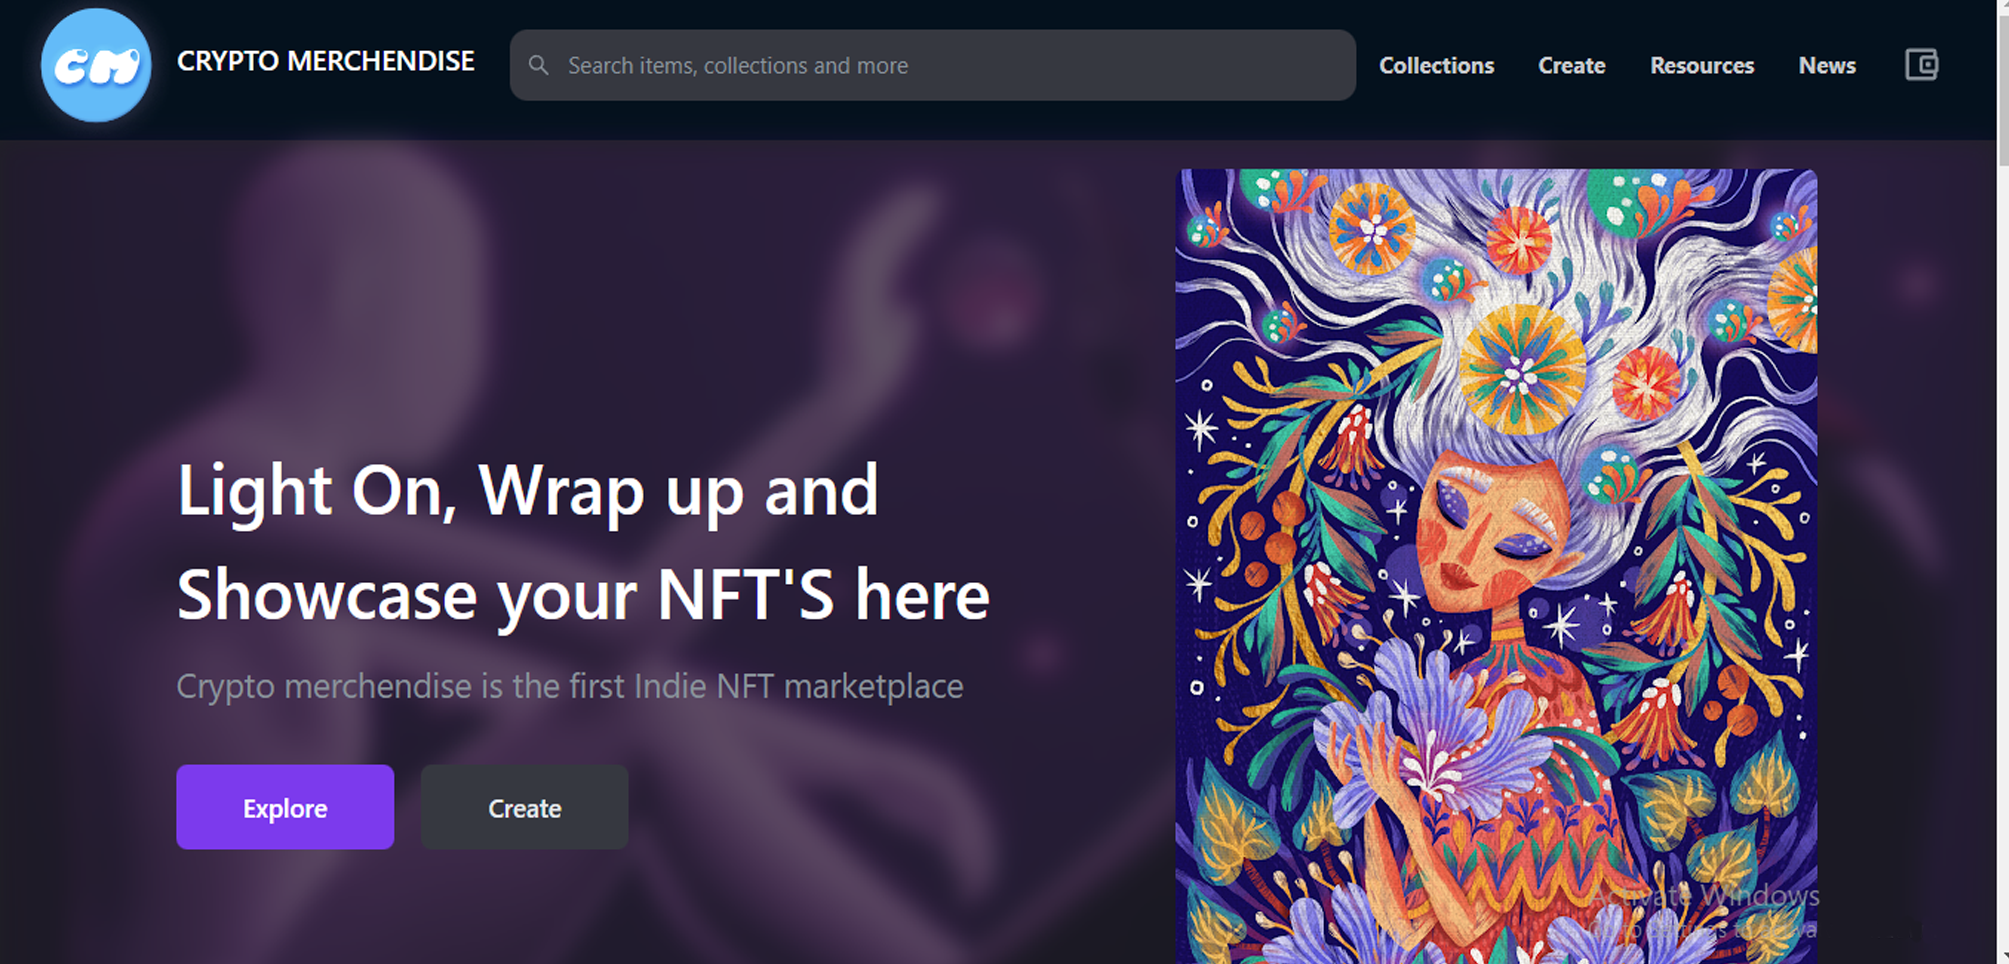 CM
CRYPTO MERCHENDISE
Search items, collections and more
Collections
Create
Resources
News
Light On, Wrap up and
Showcase your NFT'S here
Crypto merchendise is the first Indie NFT marketplace
Explore
Create
Activate Windows